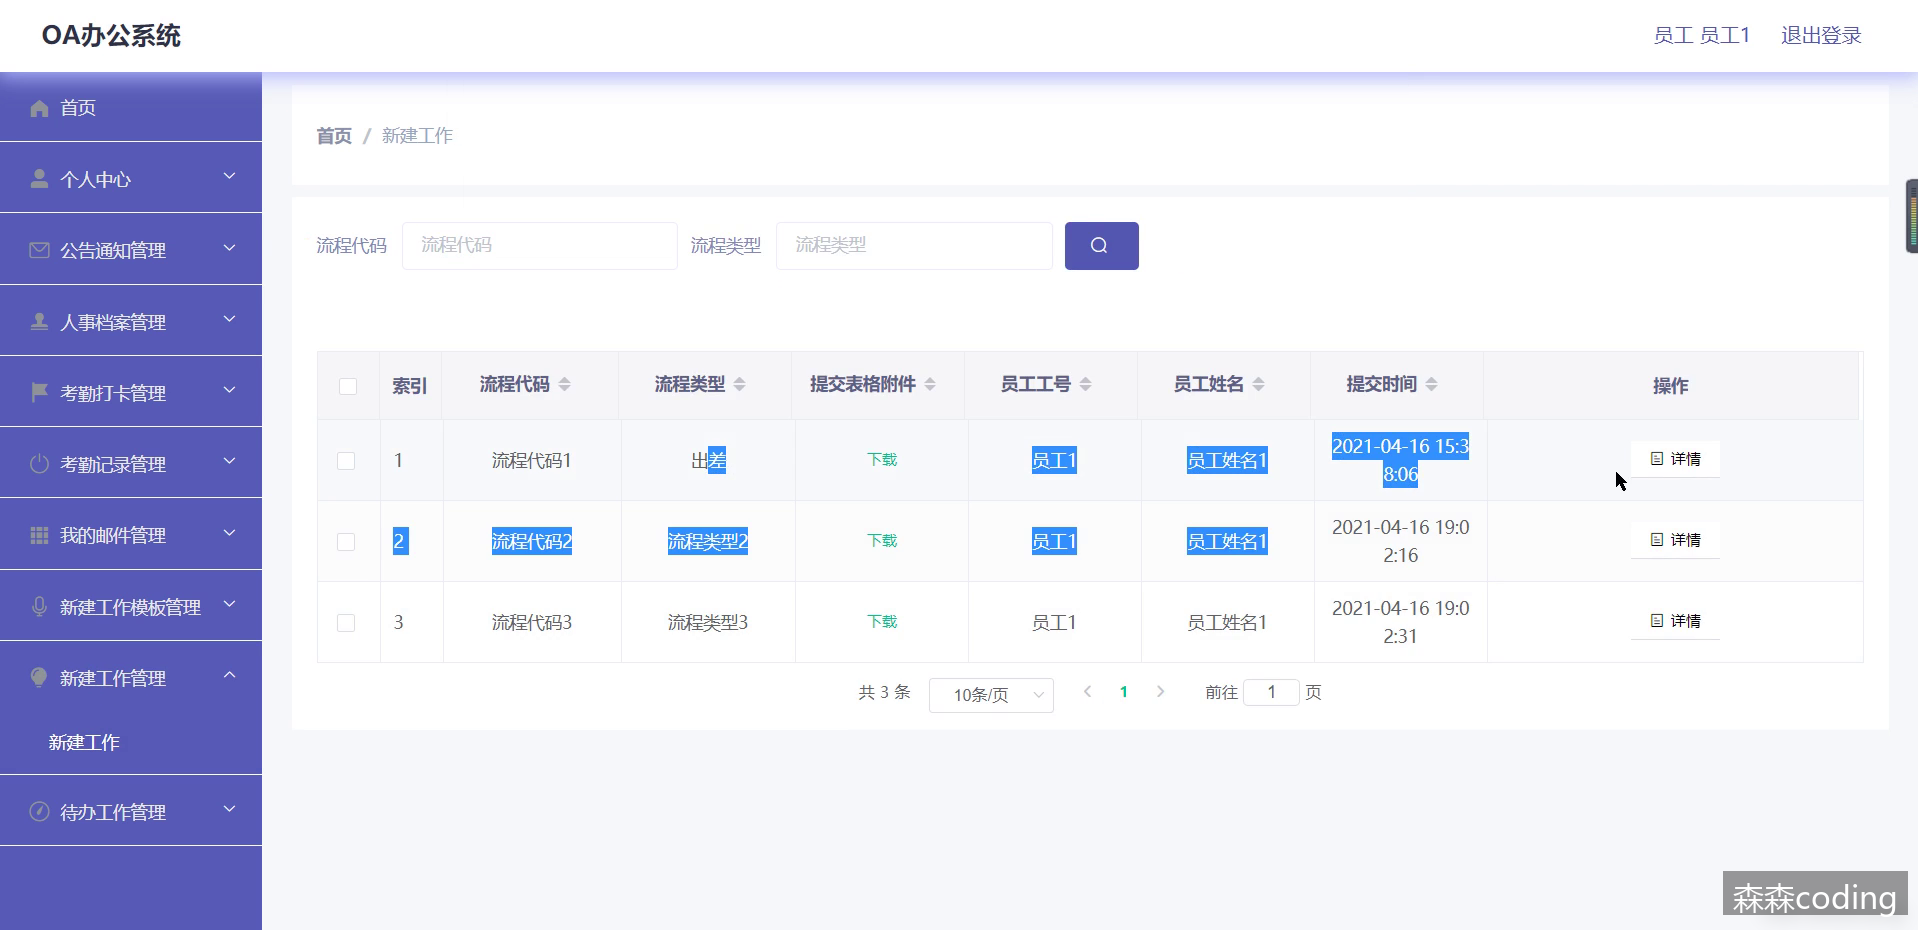 OA办公系统
员工 员工1
退出登录
首页
个人中心
公告通知管理
人事档案管理
考勤打卡管理
考勤记录管理
我的邮件管理
新建工作模板管理
新建工作管理
新建工作
待办工作管理
首页 / 新建工作
流程代码 流程代码 流程类型 流程类型
索引 流程代码 流程类型 提交表格附件 员工工号 员工姓名 提交时间 操作
1 流程代码1 出差 下载 员工1 员工姓名1 2021-04-16 15:3
8:06 详情
2 流程代码2 流程类型2 下载 员工1 员工姓名1 2021-04-16 19:0
2:16 详情
3 流程代码3 流程类型3 下载 员工1 员工姓名1 2021-04-16 19:0
2:31 详情
共 3 条 10条/页 1 前往 1 页
森森coding